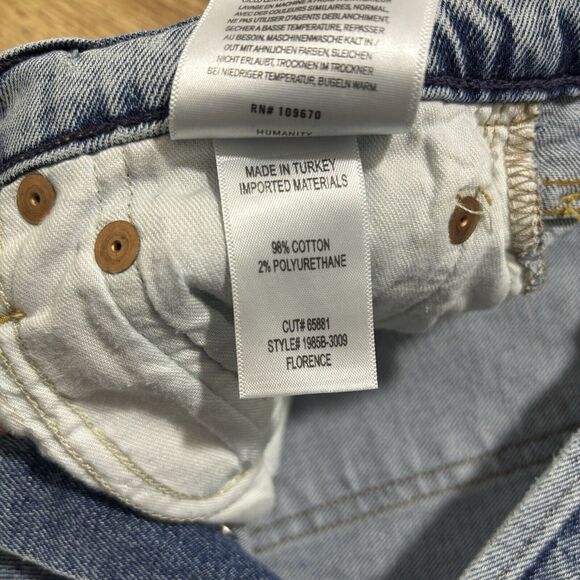 LAVAGE EN MACHINE A FROID, NORMAL,
AVEC DES COULEURS SIMILAIRES,
NE PAS UTILISER D'AGENTS DEBLANCHIMENT,
SECHER A BASSE TEMPERATURE, REPASSER
AU BESOIN. MASCHINENWASCHE KALT IN /
OUT MIT AHNLICHEN FARBEN, SLEICHEN
NICHT ERLAUBT, TROCKNEN IM TROCKNER
BEI NIEDRIGER TEMPERATUR, BUGELN WARM.
RN# 109670
HUMANITY
MADE IN TURKEY
IMPORTED MATERIALS
98% COTTON
2% POLYURETHANE
CUT# 65881
STYLE# 1985B-3009
FLORENCE